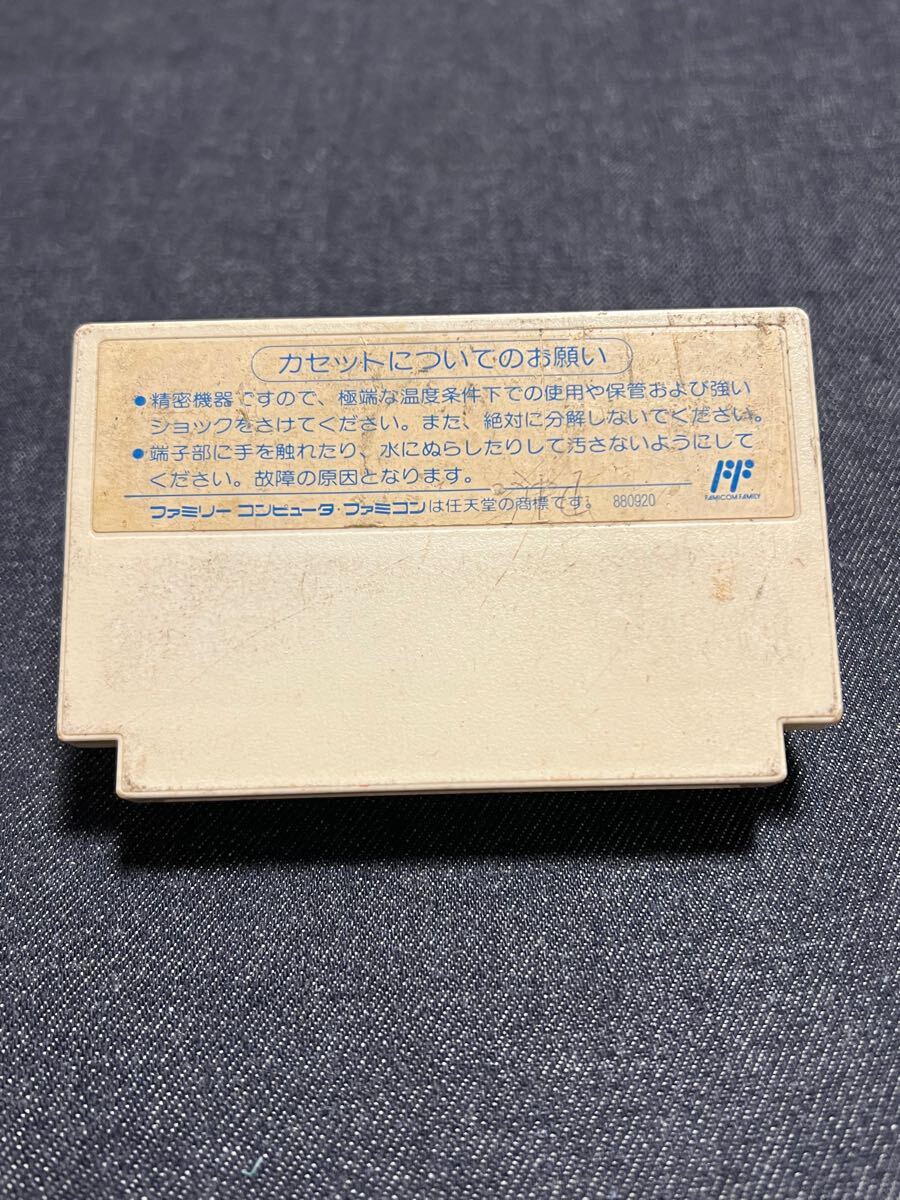 カセットについてのお願い
●精密機器ですので、極端な温度条件下での使用や保管および強い
ショックをさけてください。また、絶対に分解しないでください。
●端子部に手を触れたり、水にぬらしたりして汚さないようにして
ください。故障の原因となります。
FAMICOM FAMILY
ファミリー コンピュータ・ファミコンは任天堂の商標です。 880920